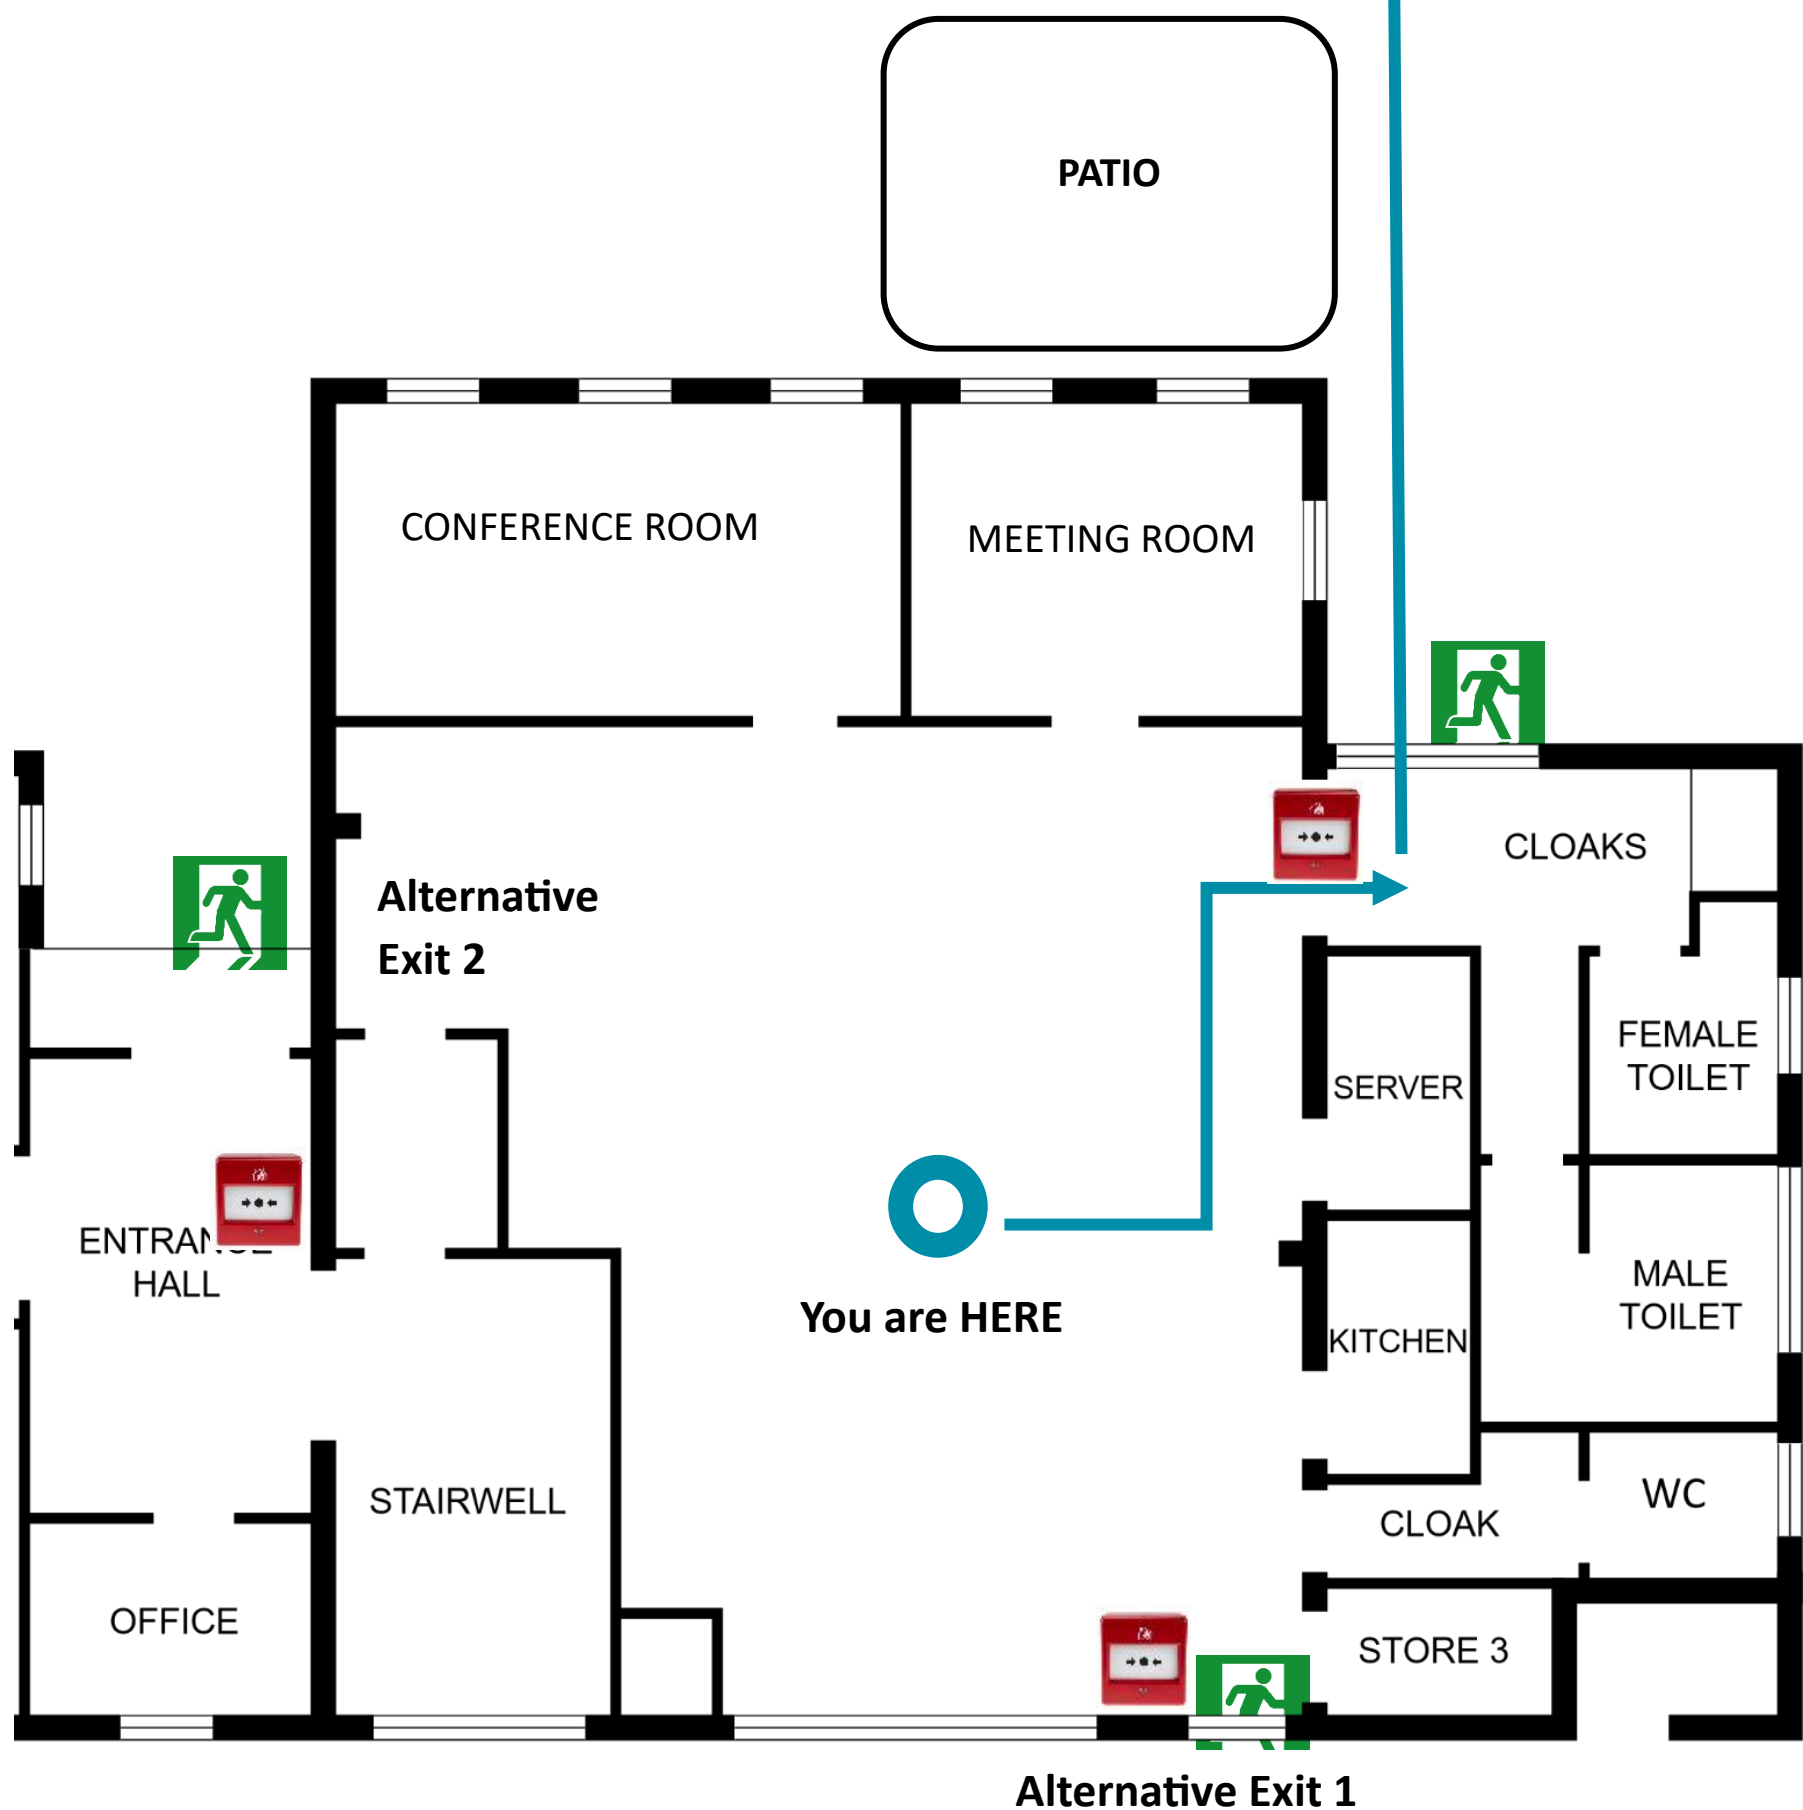 PATIO
CONFERENCE ROOM
MEETING ROOM
CLOAKS
Alternative
Exit 2
FEMALE
TOILET
SERVER
ENTRANCE
HALL
MALE
TOILET
You are HERE
KITCHEN
STAIRWELL
WC
CLOAK
OFFICE
STORE 3
Alternative Exit 1